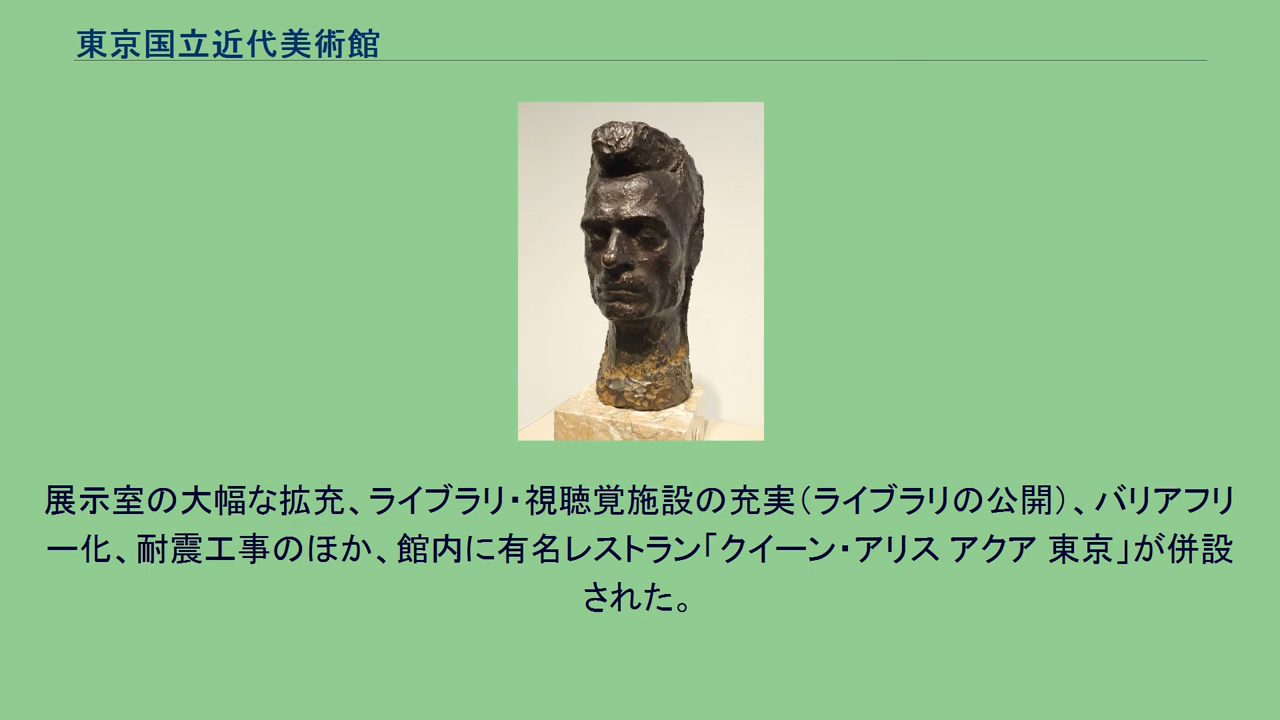 東京国立近代美術館
展示室の大幅な拡充、ライブラリ・視聴覚施設の充実（ライブラリの公開）、バリアフリ
ー化、耐震工事のほか、館内に有名レストラン「クイーン・アリス アクア 東京」が併設
された。